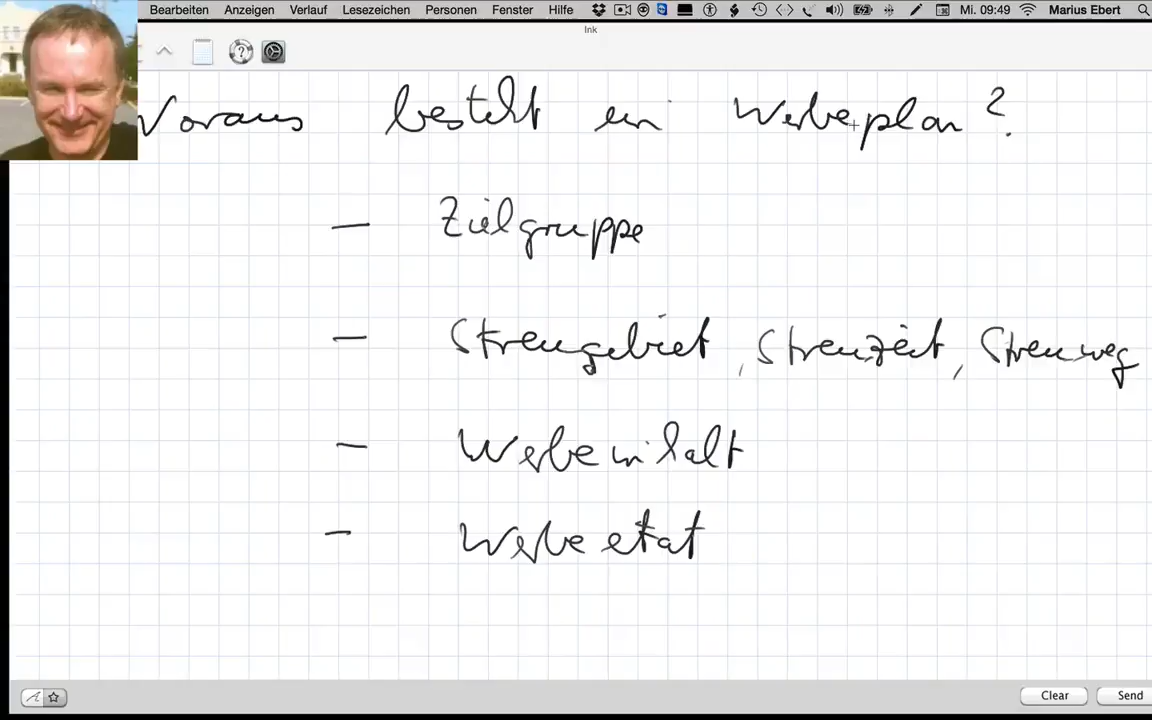 Bearbeiten Anzeigen Verlauf Lesezeichen Personen Fenster Hilfe Mi. 09:49 Marius Ebert
Ink
Woraus besteht ein Werbeplan?
– Zielgruppe
– Streugebiet, Streuzeit, Streuweg
– Werbeinhalt
– Werbeetat
Clear Send